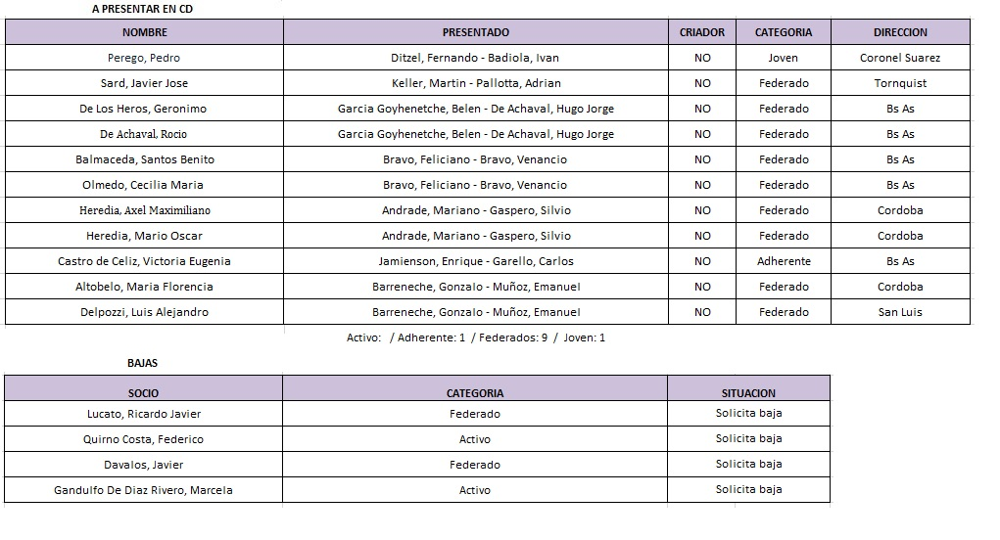 A PRESENTAR EN CD
NOMBRE PRESENTADO CRIADOR CATEGORIA DIRECCION
Perego, Pedro Ditzel, Fernando - Badiola, Ivan NO Joven Coronel Suarez
Sard, Javier Jose Keller, Martin - Pallotta, Adrian NO Federado Tornquist
De Los Heros, Geronimo Garcia Goyhenetche, Belen - De Achaval, Hugo Jorge NO Federado Bs As
De Achaval, Rocio Garcia Goyhenetche, Belen - De Achaval, Hugo Jorge NO Federado Bs As
Balmaceda, Santos Benito Bravo, Feliciano - Bravo, Venancio NO Federado Bs As
Olmedo, Cecilia Maria Bravo, Feliciano - Bravo, Venancio NO Federado Bs As
Heredia, Axel Maximiliano Andrade, Mariano - Gaspero, Silvio NO Federado Cordoba
Heredia, Mario Oscar Andrade, Mariano - Gaspero, Silvio NO Federado Cordoba
Castro de Celiz, Victoria Eugenia Jamienson, Enrique - Garello, Carlos NO Adherente Bs As
Altobelo, Maria Florencia Barreneche, Gonzalo - Muñoz, Emanuel NO Federado Cordoba
Delpozzi, Luis Alejandro Barreneche, Gonzalo - Muñoz, Emanuel NO Federado San Luis
Activo: / Adherente: 1 / Federados: 9 / Joven: 1
BAJAS
SOCIO CATEGORIA SITUACION
Lucato, Ricardo Javier Federado Solicita baja
Quirno Costa, Federico Activo Solicita baja
Davalos, Javier Federado Solicita baja
Gandulfo De Diaz Rivero, Marcela Activo Solicita baja